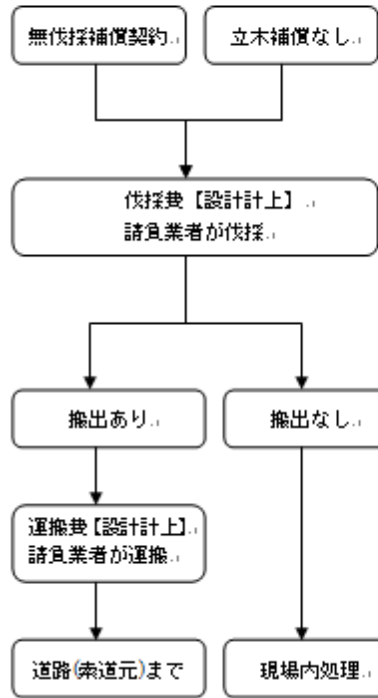 無伐採補償契約
立木補償なし
伐採費【設計計上】
請負業者が伐採
搬出あり
搬出なし
運搬費【設計計上】
請負業者が運搬
道路(索道元)まで
現場内処理